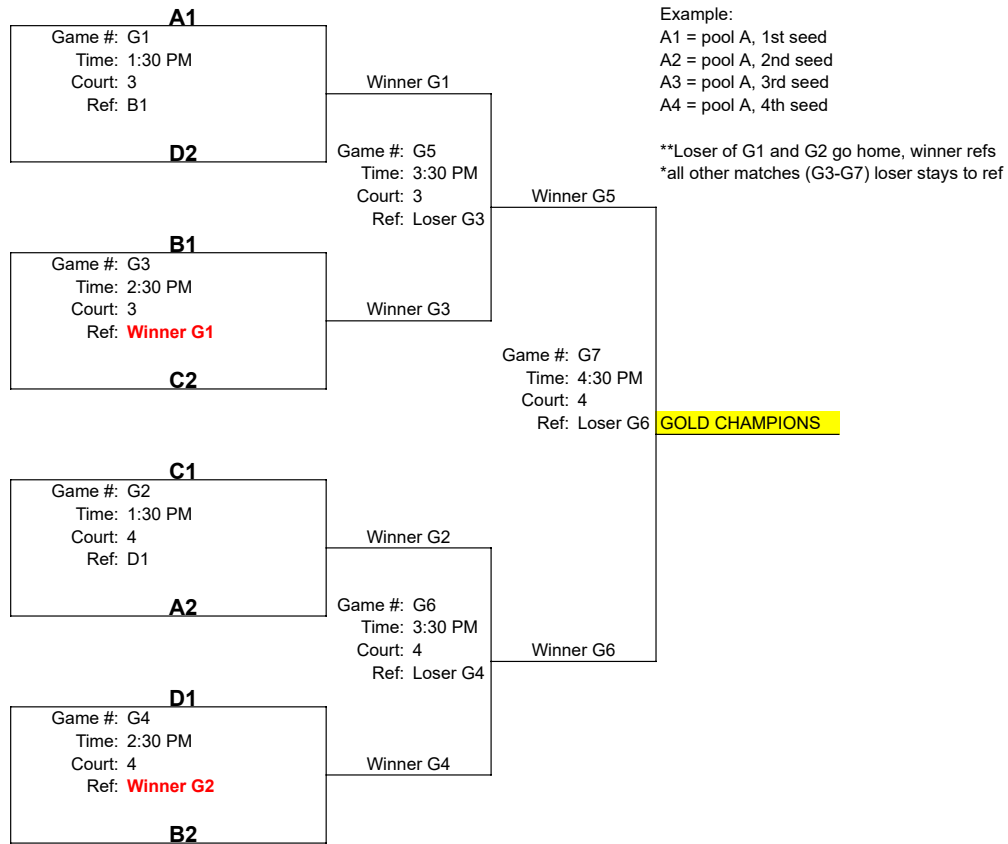 A1
Game #: G1
Time: 1:30 PM
Court: 3
Ref: B1
D2
Winner G1
Game #: G5
Time: 3:30 PM
Court: 3
Ref: Loser G3
Winner G5
B1
Game #: G3
Time: 2:30 PM
Court: 3
Ref: Winner G1
C2
Winner G3
Game #: G7
Time: 4:30 PM
Court: 4
Ref: Loser G6
GOLD CHAMPIONS
C1
Game #: G2
Time: 1:30 PM
Court: 4
Ref: D1
A2
Winner G2
Game #: G6
Time: 3:30 PM
Court: 4
Ref: Loser G4
Winner G6
D1
Game #: G4
Time: 2:30 PM
Court: 4
Ref: Winner G2
B2
Winner G4
Example:
A1 = pool A, 1st seed
A2 = pool A, 2nd seed
A3 = pool A, 3rd seed
A4 = pool A, 4th seed
**Loser of G1 and G2 go home, winner refs
*all other matches (G3-G7) loser stays to ref